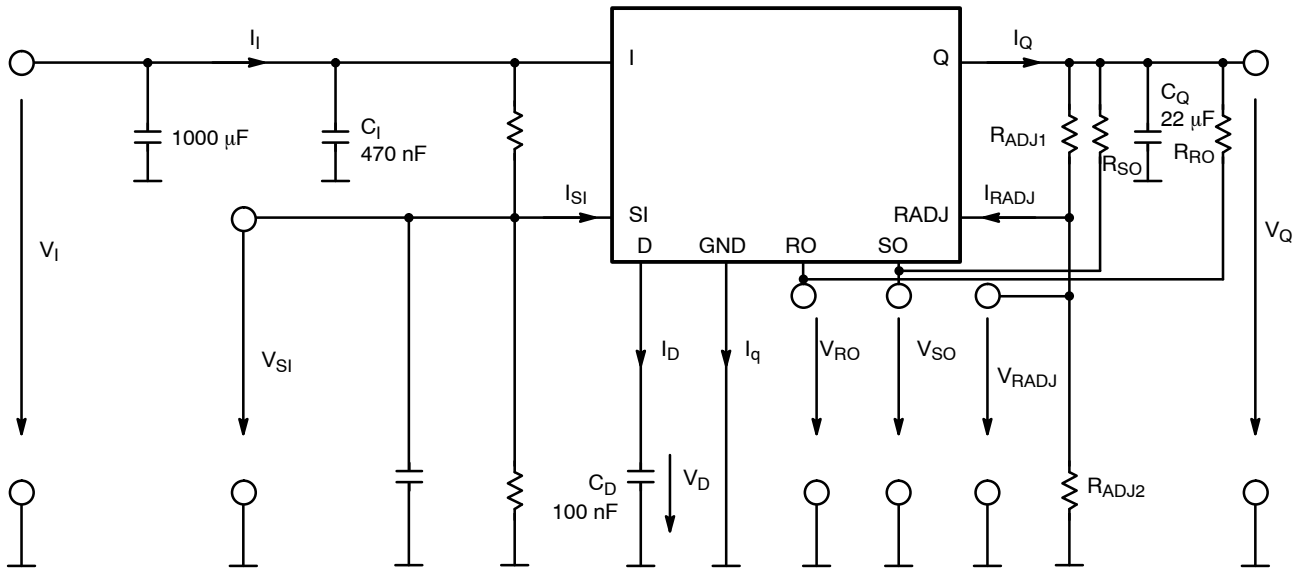 I_I
I_Q
I
Q
1000 μF
C_I
470 nF
R_ADJ1
R_SO
C_Q
22 μF
R_RO
I_SI
I_RADJ
SI
RADJ
D
GND
RO
SO
V_I
V_SI
I_D
I_q
V_RO
V_SO
V_RADJ
V_Q
C_D
100 nF
V_D
R_ADJ2